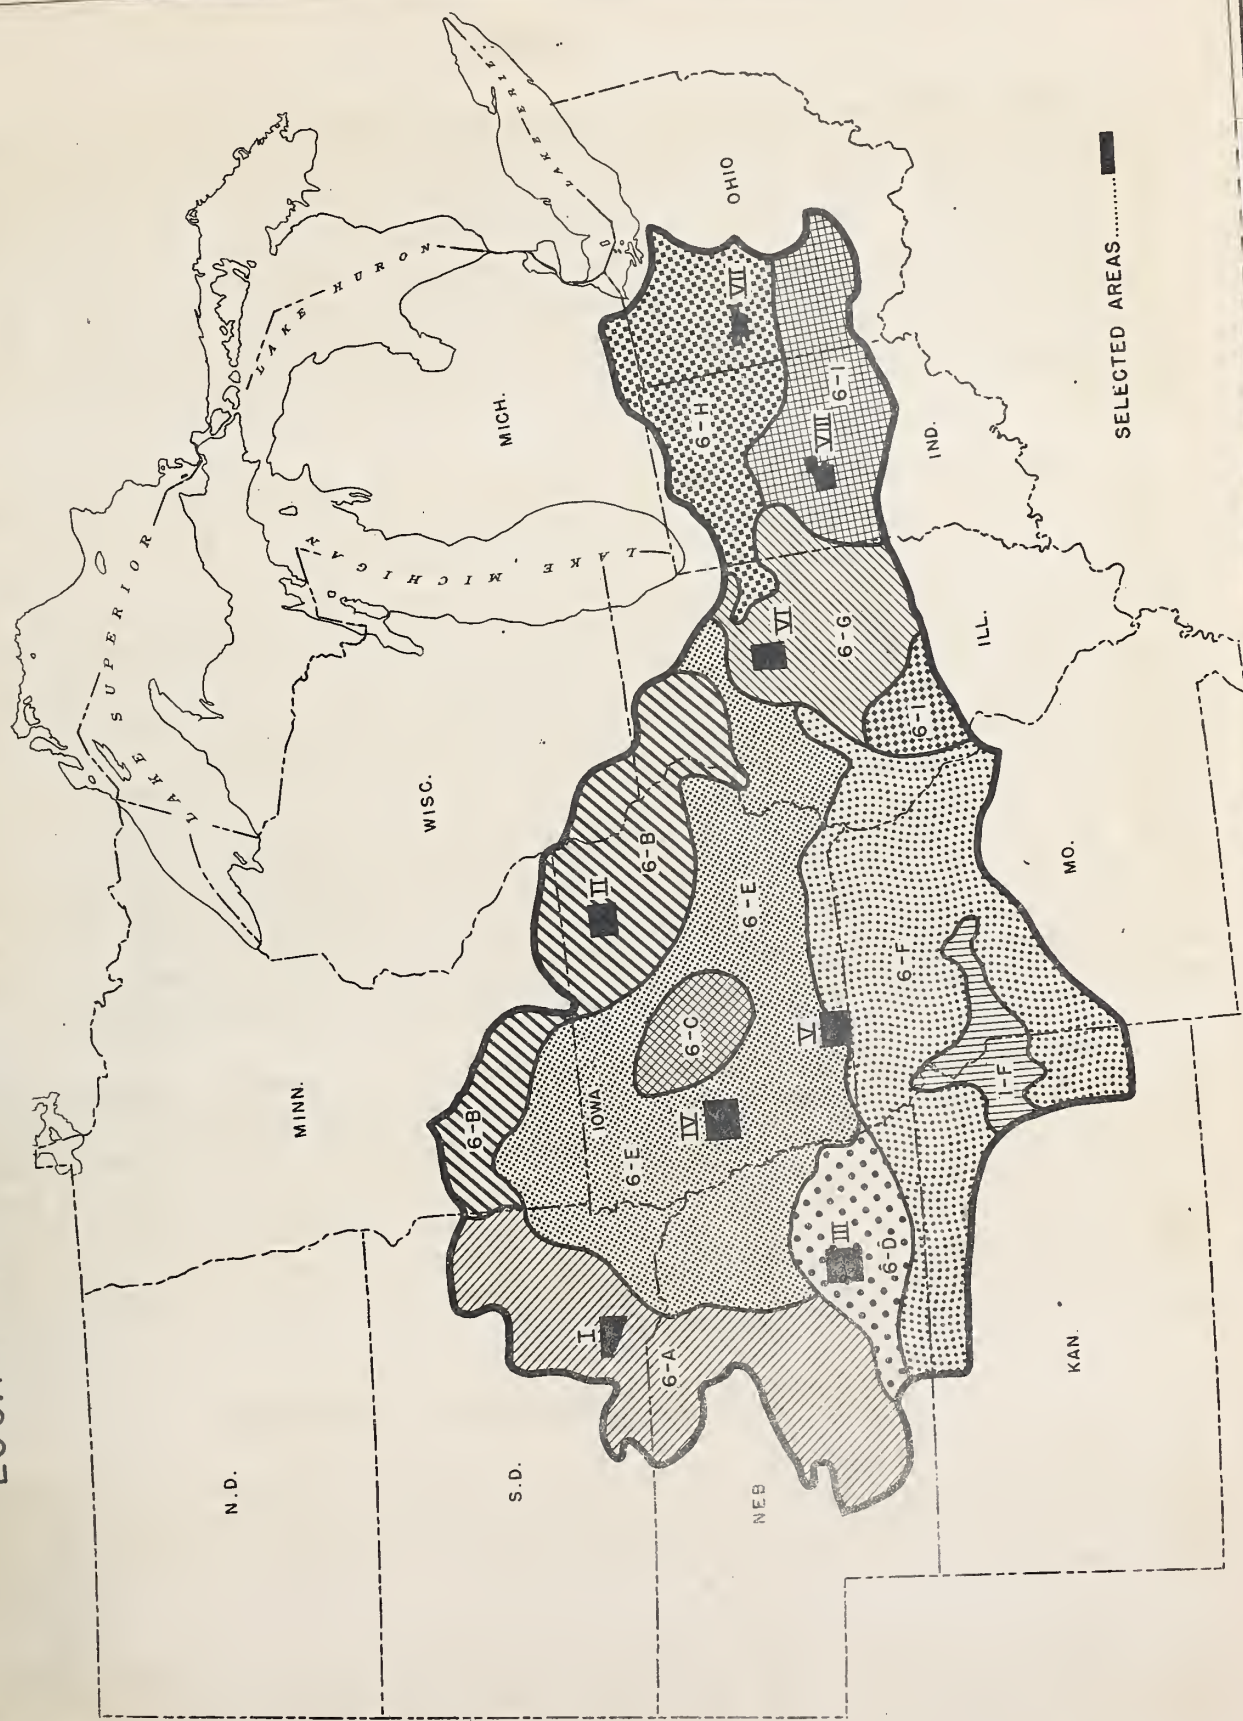 LAKE SUPERIOR
LAKE HURON
LAKE ERIE
LAKE MICHIGAN
N.D.
MINN.
WISC.
MICH.
S.D.
IOWA
OHIO
NEB
ILL.
IND.
KAN.
MO.
6-A
6-B
6-B
6-C
6-D
6-E
6-E
6-F
1-F
6-G
6-H
6-I
6-I
I
II
III
IV
V
VI
VII
VIII
SELECTED AREAS..........